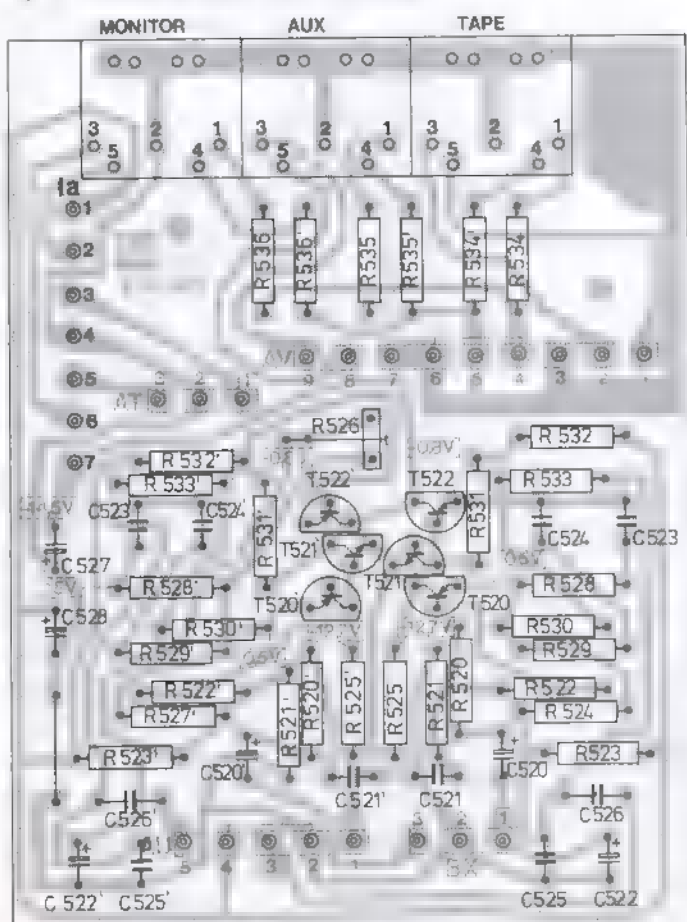 MONITOR AUX TAPE
3 2 1 3 2 1 3 2 1
5 4 5 4 5 4
1a
1
2
3
4
5
6
7
R536 R536' R535 R535' R534' R534
AV 9 8 7 6 5 4 3 2
AT 2
R526
R532'
R533'
R532
R533
C523 C524'
R531'
T522' T522
R531
C524 C523
T521' T521
C527
R528'
R528
C528
T520' T520
R530'
R529'
R530
R529
R522'
R527'
R521' R520' R525' R525 R521 R520
R522
R524
R523'
C520'
C521' C521
C520
R523
C526'
C526
5 4 3 2 1 3 2 1
BX
C522' C525'
C525 C522